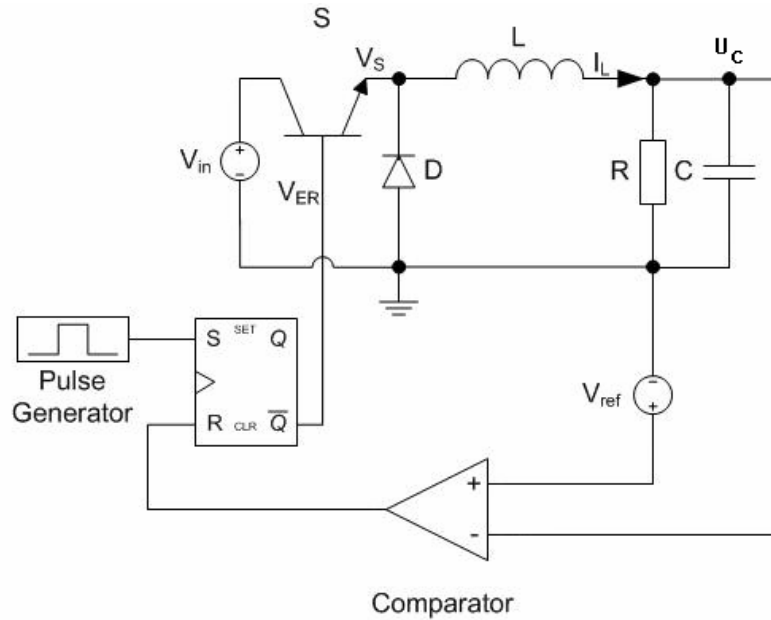 S
V_S
L
I_L
U_C
+
V_in
-
V_ER
D
R
C
S SET Q
R CLR Q̅
Pulse
Generator
-
V_ref
+
+
-
Comparator